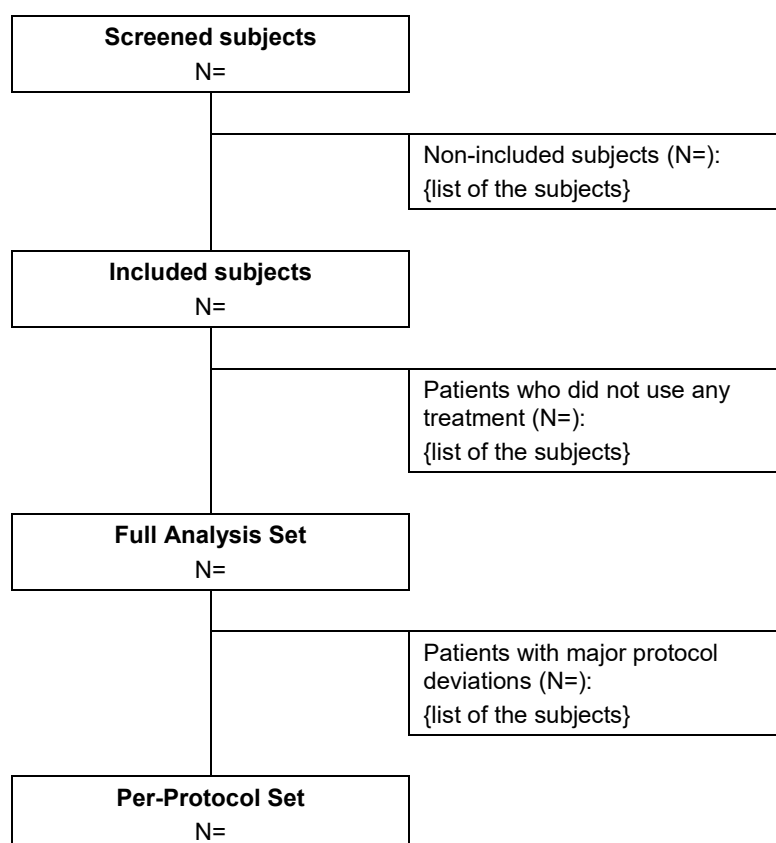 Screened subjects
N=
Non-included subjects (N=):
{list of the subjects}
Included subjects
N=
Patients who did not use any
treatment (N=):
{list of the subjects}
Full Analysis Set
N=
Patients with major protocol
deviations (N=):
{list of the subjects}
Per-Protocol Set
N=